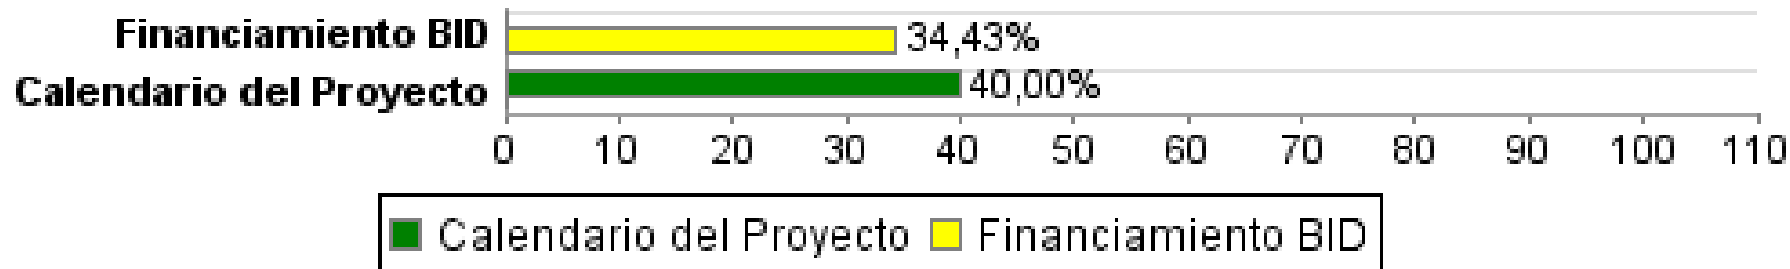 Financiamiento BID
34,43%
Calendario del Proyecto
40,00%
0 10 20 30 40 50 60 70 80 90 100 110
Calendario del Proyecto Financiamiento BID